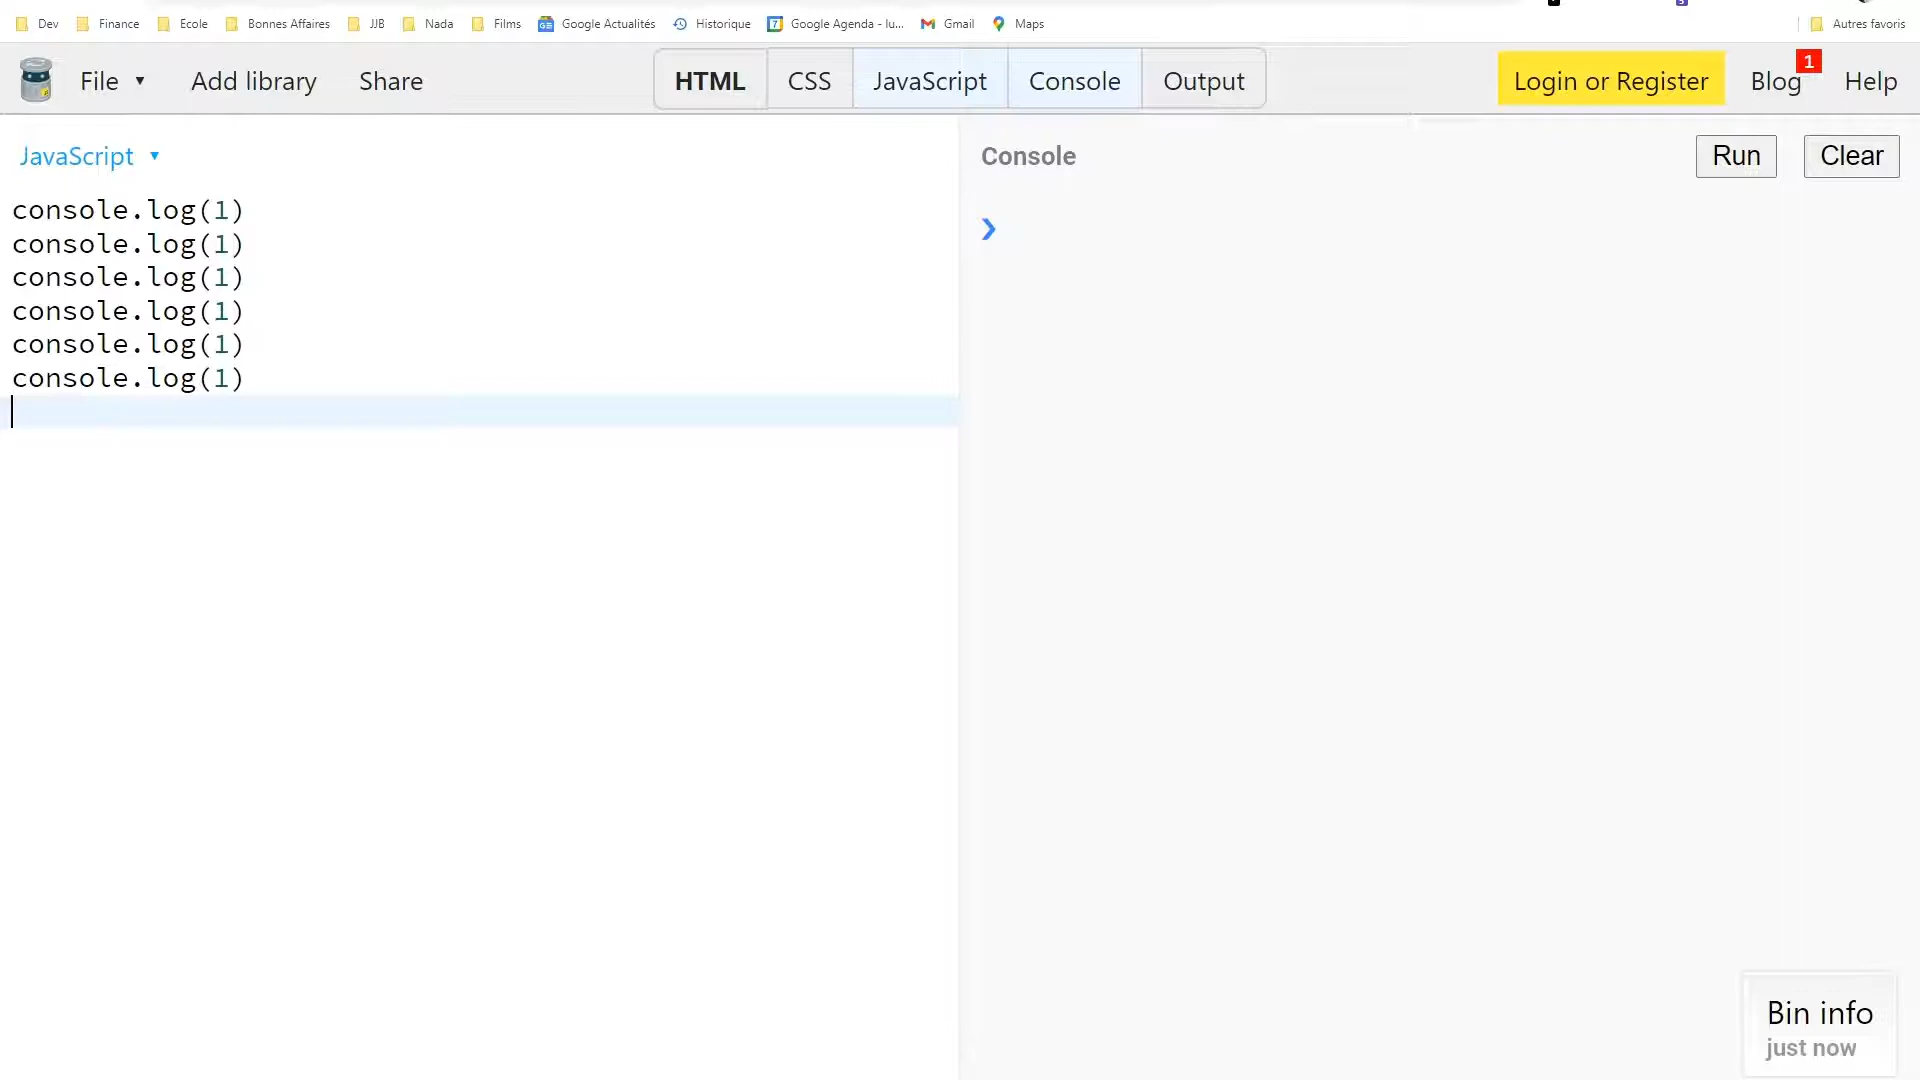 Dev Finance Ecole Bonnes Affaires JJB Nada Films Google Actualités Historique Google Agenda - lu... Gmail Maps Autres favoris
File ▼ Add library Share HTML CSS JavaScript Console Output Login or Register Blog 1 Help
JavaScript ▼ Console Run Clear
console.log(1)
console.log(1)
console.log(1)
console.log(1)
console.log(1)
console.log(1)
Bin info
just now